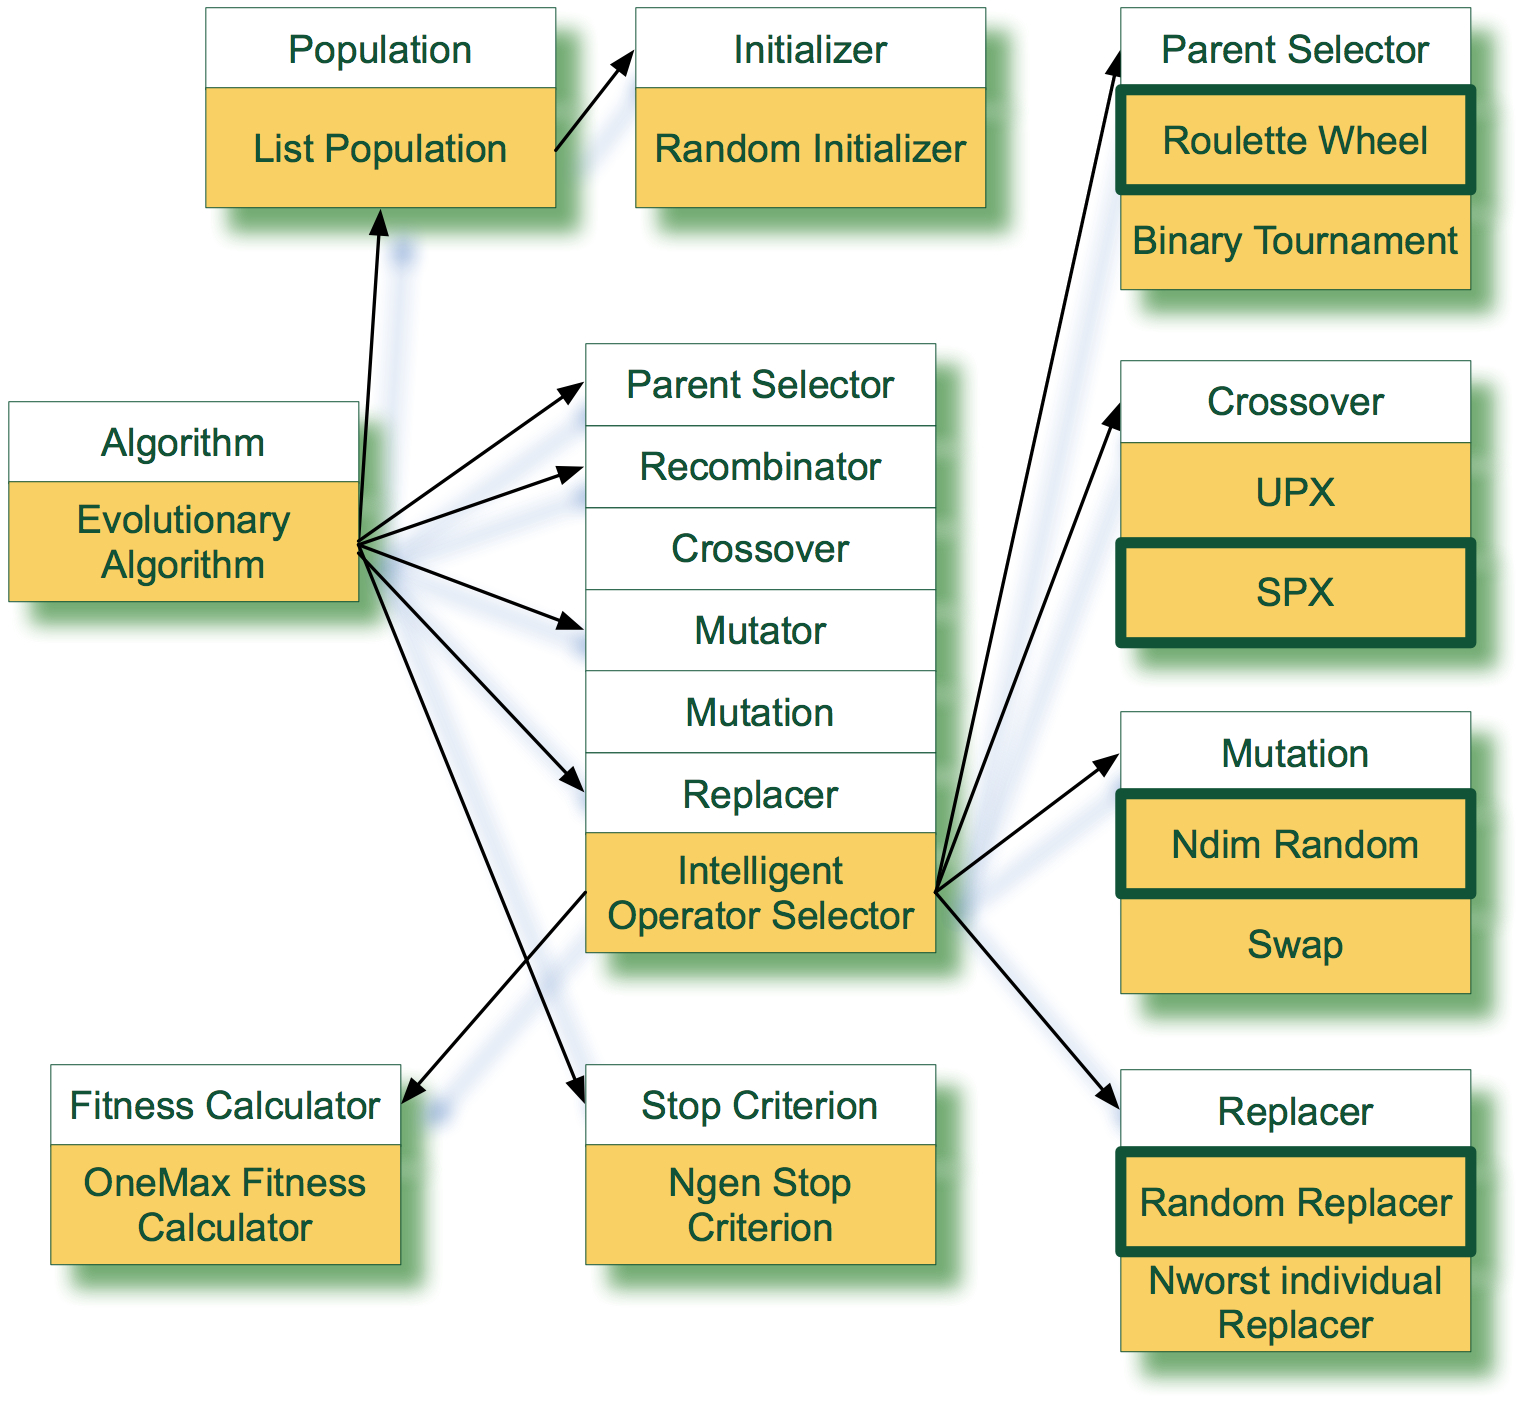 Population
List Population
Initializer
Random Initializer
Parent Selector
Roulette Wheel
Binary Tournament
Algorithm
Evolutionary
Algorithm
Parent Selector
Recombinator
Crossover
Mutator
Mutation
Replacer
Intelligent
Operator Selector
Crossover
UPX
SPX
Mutation
Ndim Random
Swap
Fitness Calculator
OneMax Fitness
Calculator
Stop Criterion
Ngen Stop
Criterion
Replacer
Random Replacer
Nworst individual
Replacer